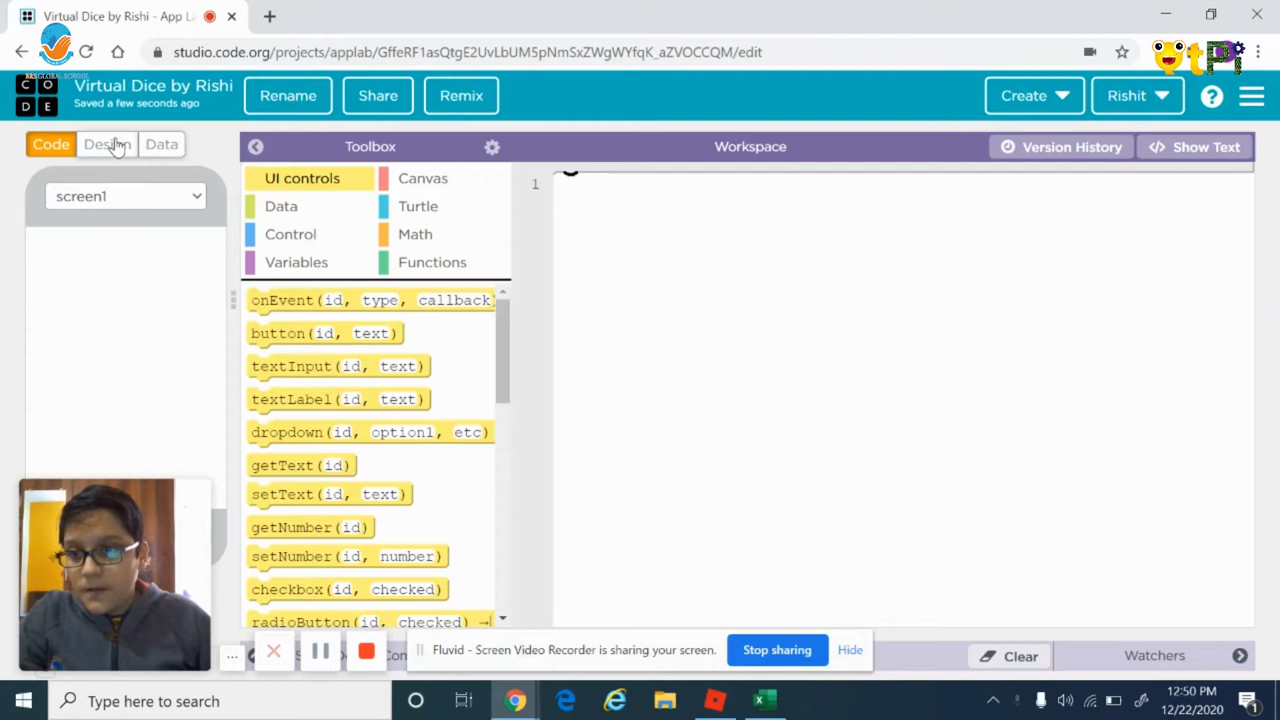 Virtual Dice by Rishi - App La
studio.code.org/projects/applab/GffeRF1asQtgE2UvLbUM5pNmSxZWgWYfqK_aZVOCCQM/edit
BRS GLOBAL SCHOOL
C O
D E
Virtual Dice by Rishi
Saved a few seconds ago
Rename
Share
Remix
Create
Rishit
?
Code
Design
Data
Toolbox
Workspace
Version History
Show Text
screen1
UI controls
Canvas
Data
Turtle
Control
Math
Variables
Functions
1
onEvent(id, type, callback)
button(id, text)
textInput(id, text)
textLabel(id, text)
dropdown(id, option1, etc)
getText(id)
setText(id, text)
getNumber(id)
setNumber(id, number)
checkbox(id, checked)
radioButton(id, checked)
Fluvid - Screen Video Recorder is sharing your screen.
Stop sharing
Hide
Clear
Watchers
Type here to search
12:50 PM
12/22/2020
1